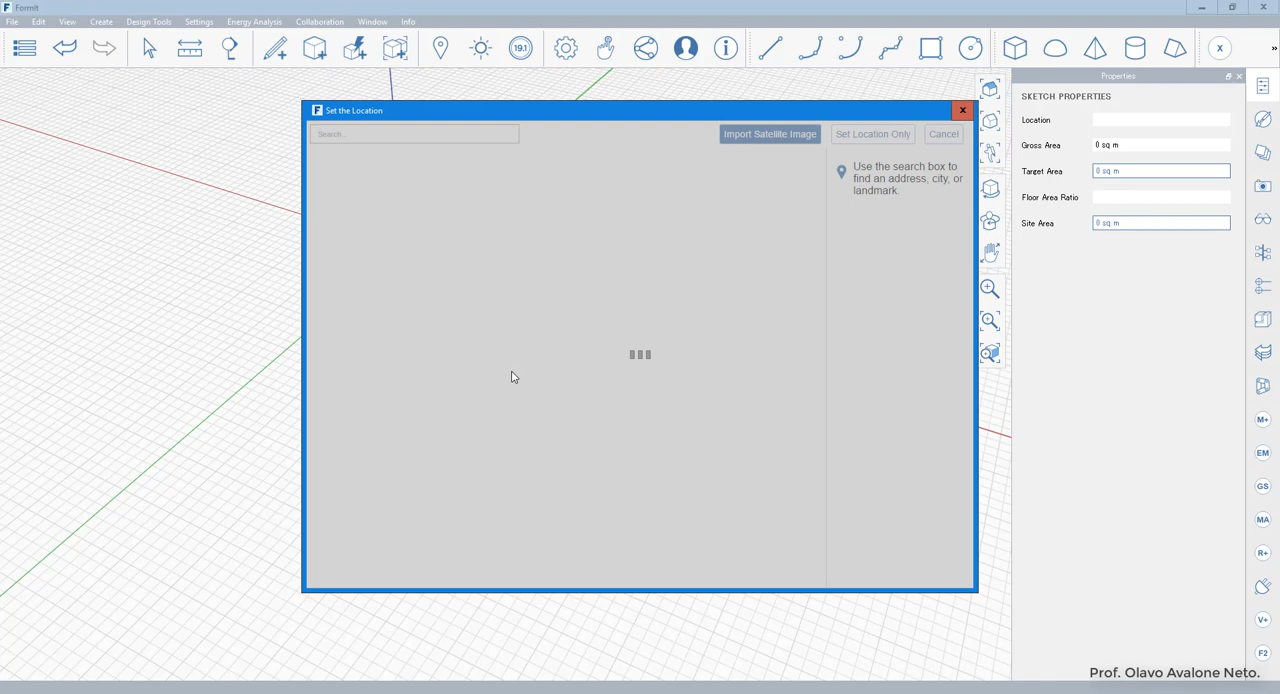 FormIt
File Edit View Create Design Tools Settings Energy Analysis Collaboration Window Info
19.1
X
»
Properties
SKETCH PROPERTIES
Location
Gross Area 0 sq m
Target Area 0 sq m
Floor Area Ratio
Site Area 0 sq m
F Set the Location
Search...
Import Satellite Image
Set Location Only
Cancel
Use the search box to
find an address, city, or
landmark.
M+
EM
GS
MA
R+
V+
F2
Prof. Olavo Avalone Neto.